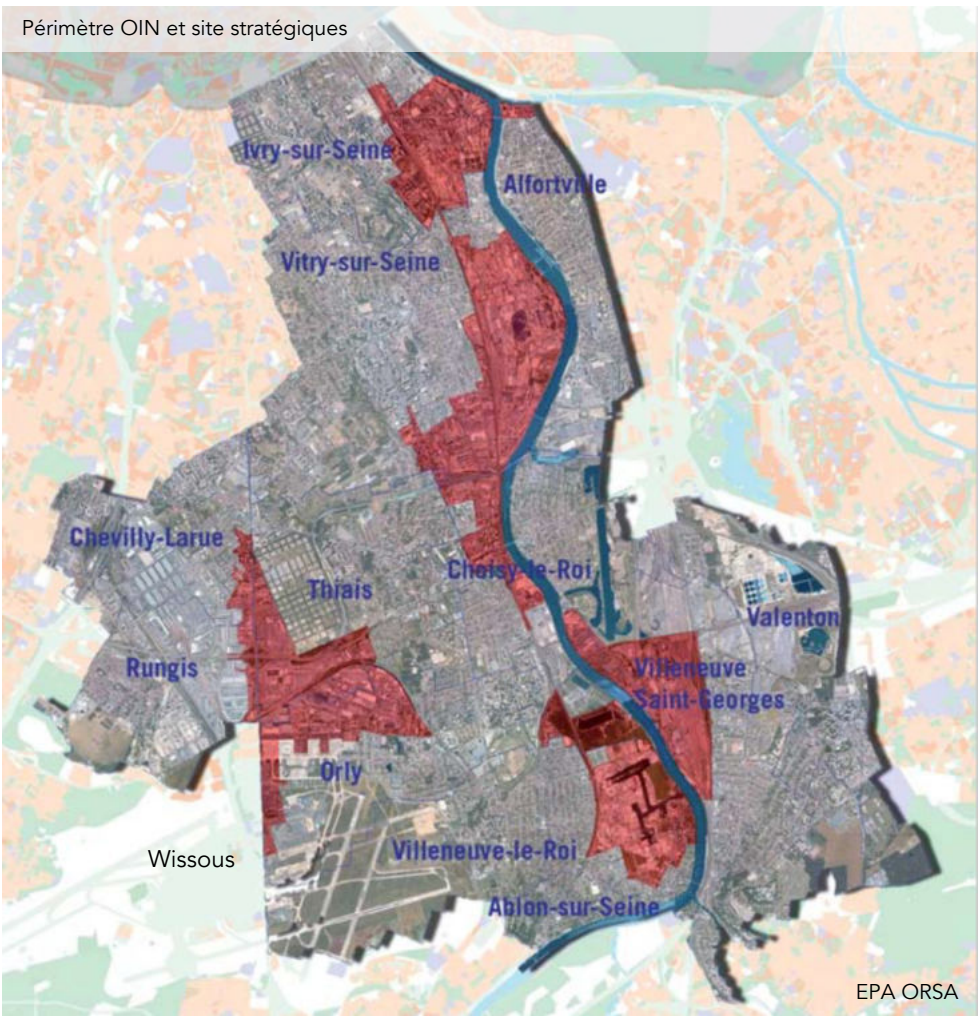 Périmètre OIN et site stratégiques
Ivry-sur-Seine
Alfortville
Vitry-sur-Seine
Chevilly-Larue
Choisy-le-Roi
Thiais
Valenton
Rungis
Villeneuve
Saint-Georges
Orly
Villeneuve-le-Roi
Wissous
Ablon-sur-Seine
EPA ORSA